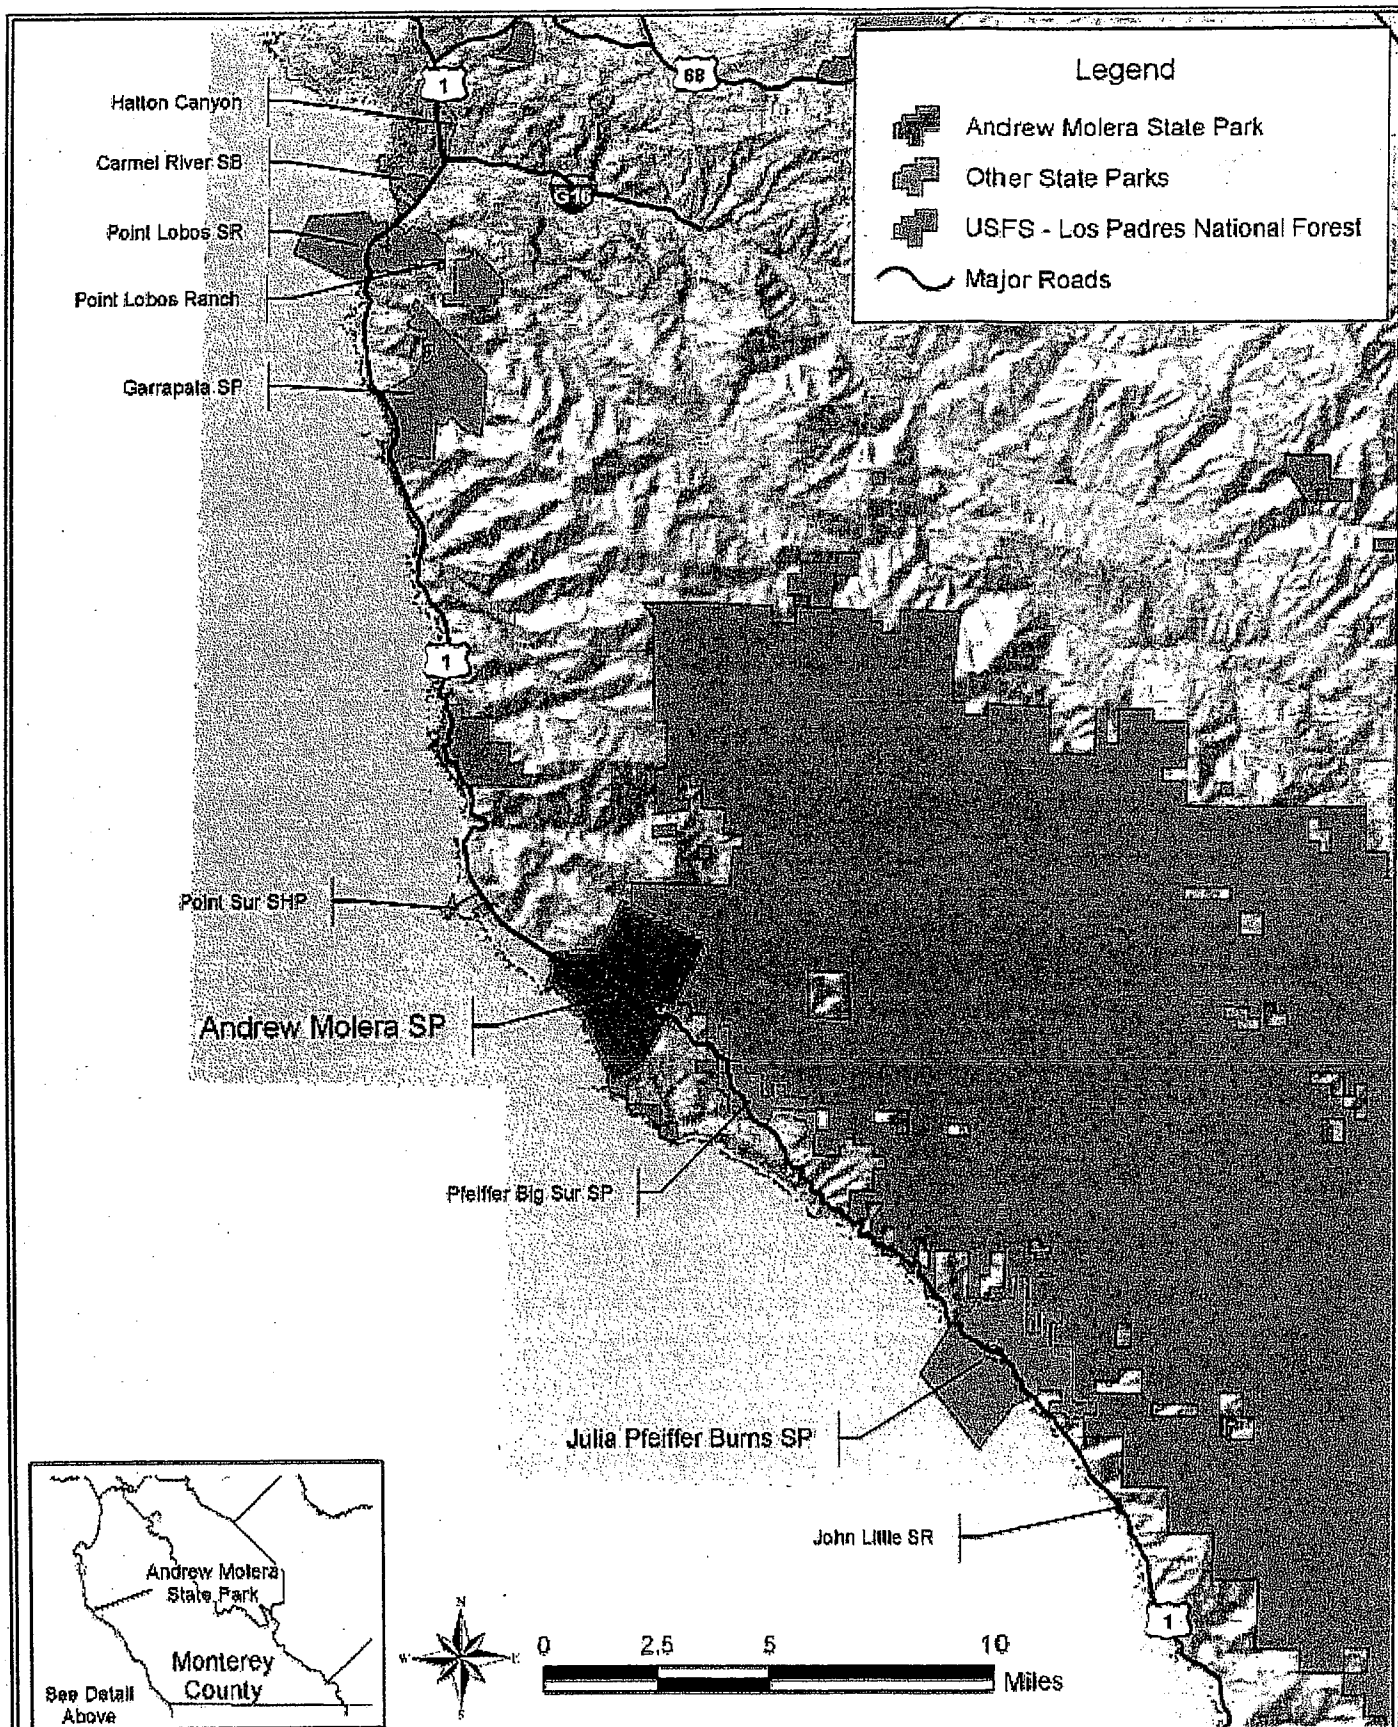 1
68
Legend
Hatton Canyon
Andrew Molera State Park
Carmel River SB
Other State Parks
G16
Point Lobos SR
USFS - Los Padres National Forest
Point Lobos Ranch
Major Roads
Garrapata SP
1
Point Sur SHP
Andrew Molera SP
Pfeiffer Big Sur SP
Julia Pfeiffer Burns SP
John Little SR
1
Andrew Molera
State Park
Monterey
County
See Detail
Above
N
W E
S
0 2.5 5 10
Miles